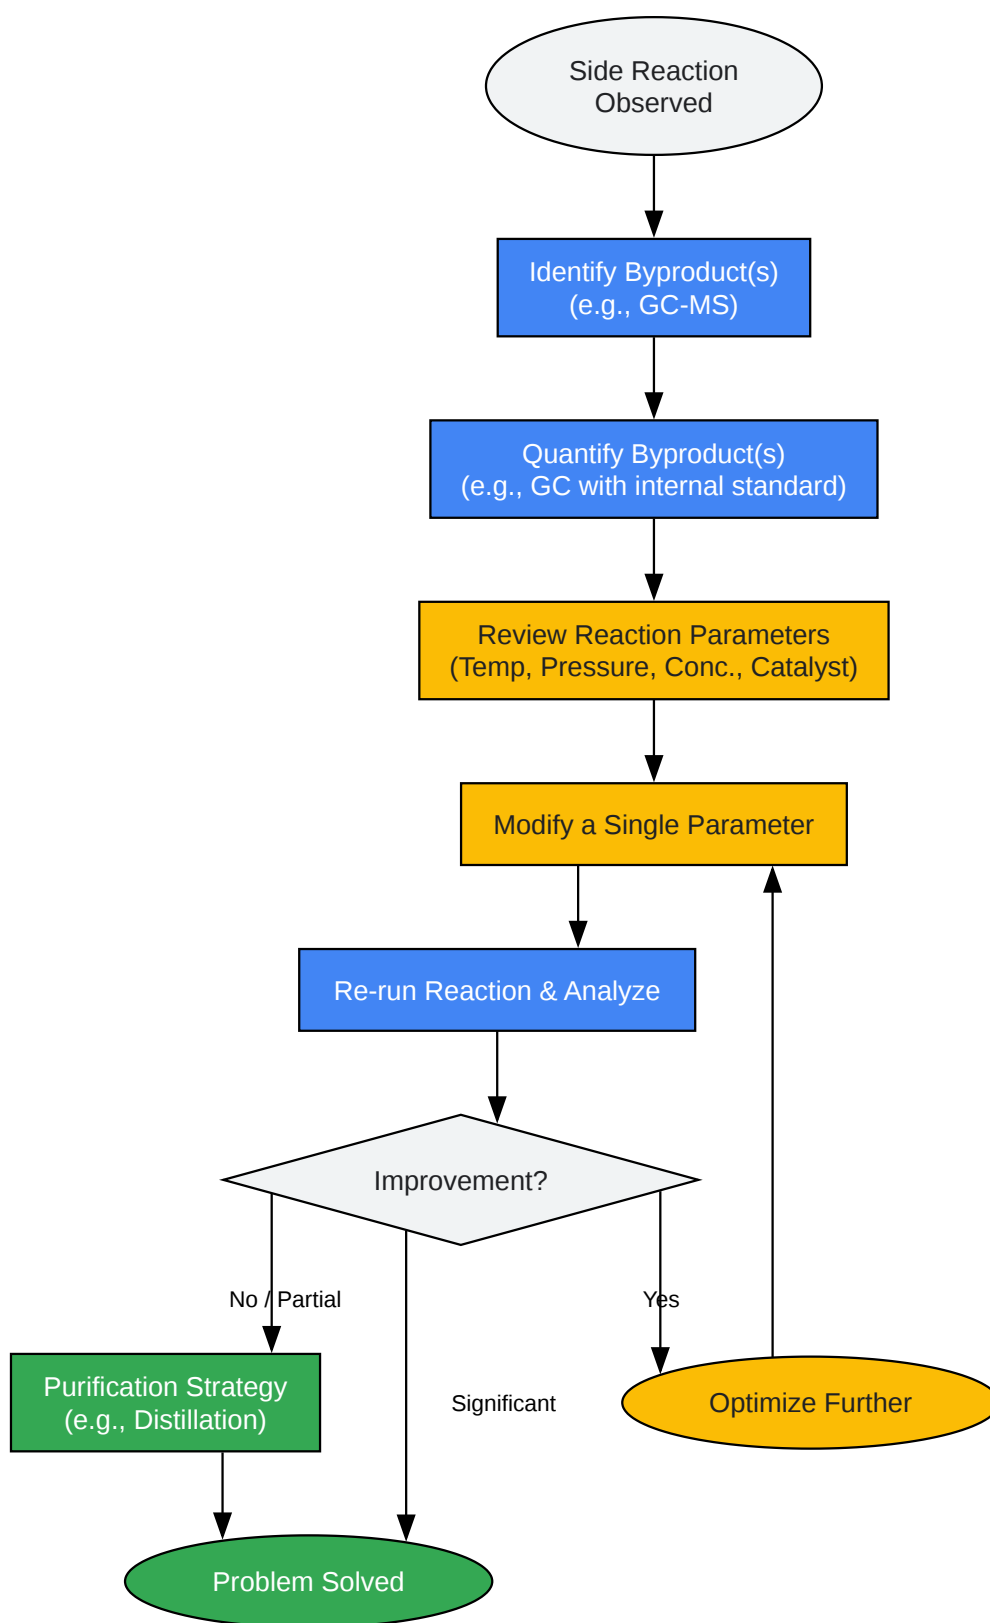 Side Reaction
Observed
Identify Byproduct(s)
(e.g., GC-MS)
Quantify Byproduct(s)
(e.g., GC with internal standard)
Review Reaction Parameters
(Temp, Pressure, Conc., Catalyst)
Modify a Single Parameter
Re-run Reaction & Analyze
Improvement?
No / Partial
Yes
Purification Strategy
(e.g., Distillation)
Significant
Optimize Further
Problem Solved